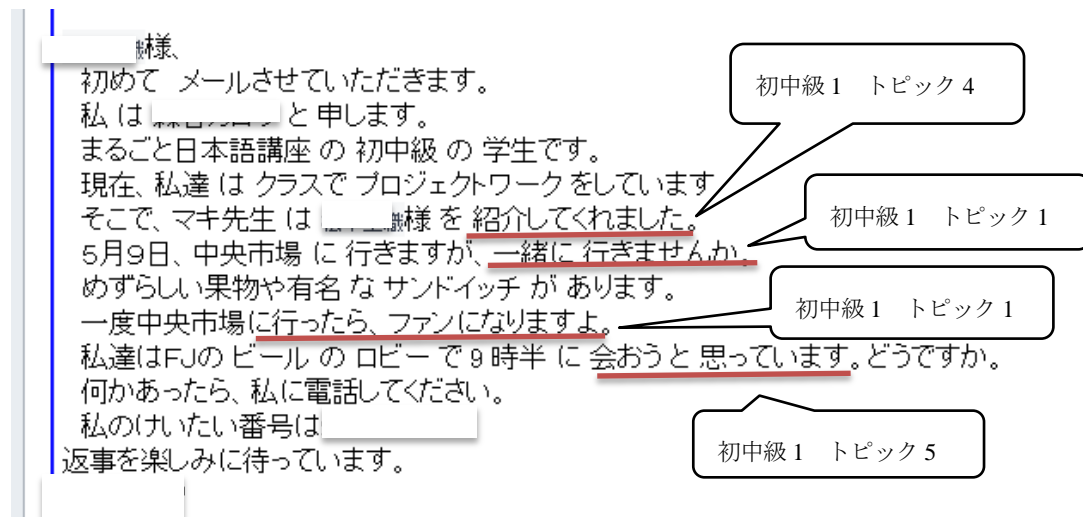 様、
初めて　メールさせていただきます。
私 は と 申します。
まるごと日本語講座 の 初中級 の 学生です。
現在、私達 は クラスで プロジェクトワーク をしています
そこで、マキ先生 は 様 を 紹介してくれました。
5月9日、中央市場 に 行きますが、一緒に 行きませんか。
めずらしい果物や有名 な サンドイッチ が あります。
一度中央市場に行ったら、ファンになりますよ。
私達はFJの ビール の ロビー で 9 時半 に 会おうと 思っています。どうですか。
何かあったら、私に電話してください。
私のけいたい番号は
返事を楽しみに待っています。
初中級 1　トピック 4
初中級 1　トピック 1
初中級 1　トピック 1
初中級 1　トピック 5